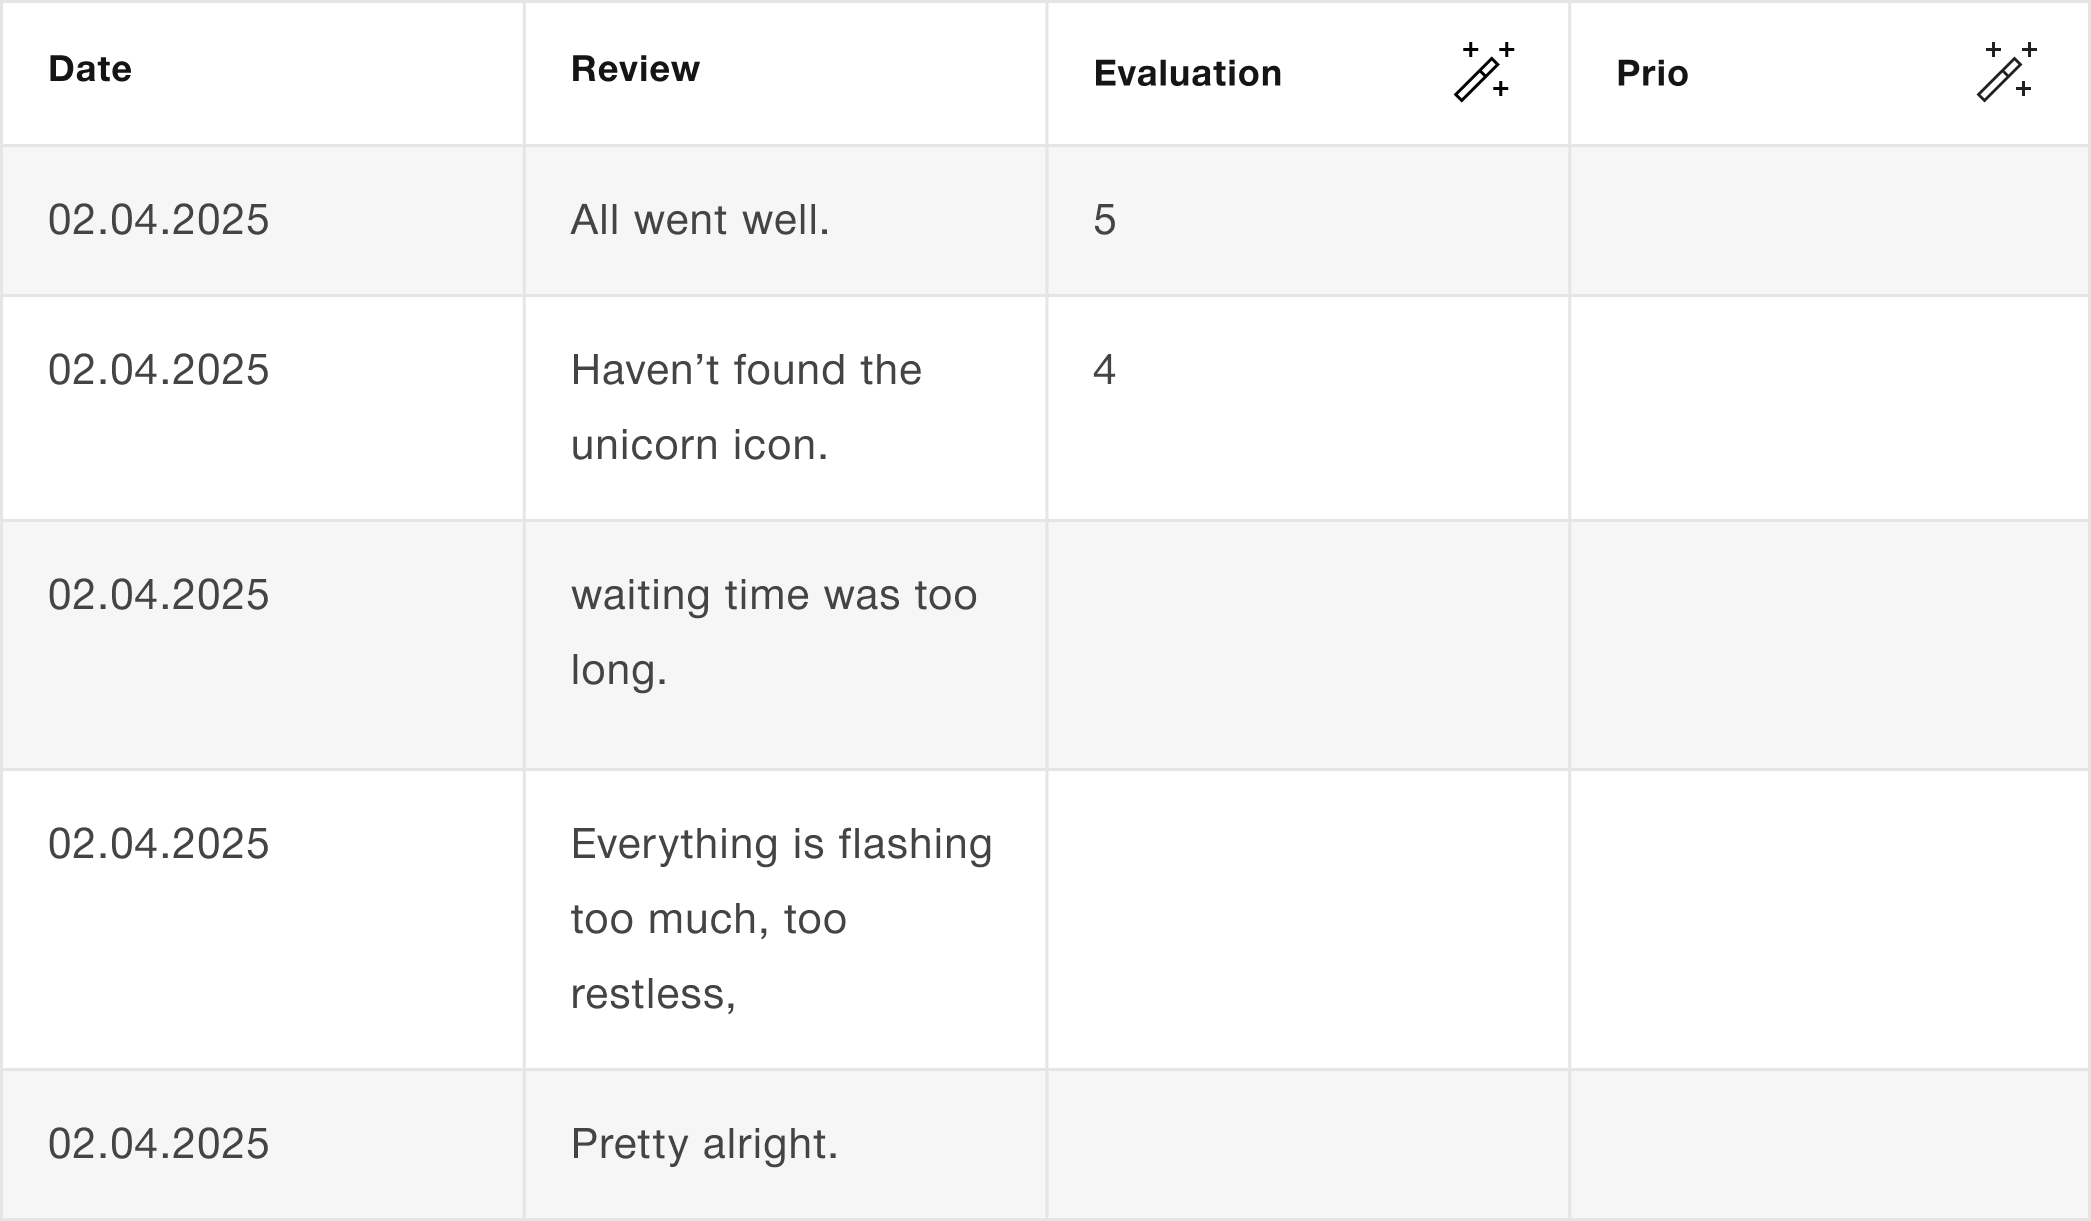 Date Review Evaluation Prio
02.04.2025 All went well. 5
02.04.2025 Haven’t found the 4
unicorn icon.
02.04.2025 waiting time was too
long.
02.04.2025 Everything is flashing
too much, too
restless,
02.04.2025 Pretty alright.